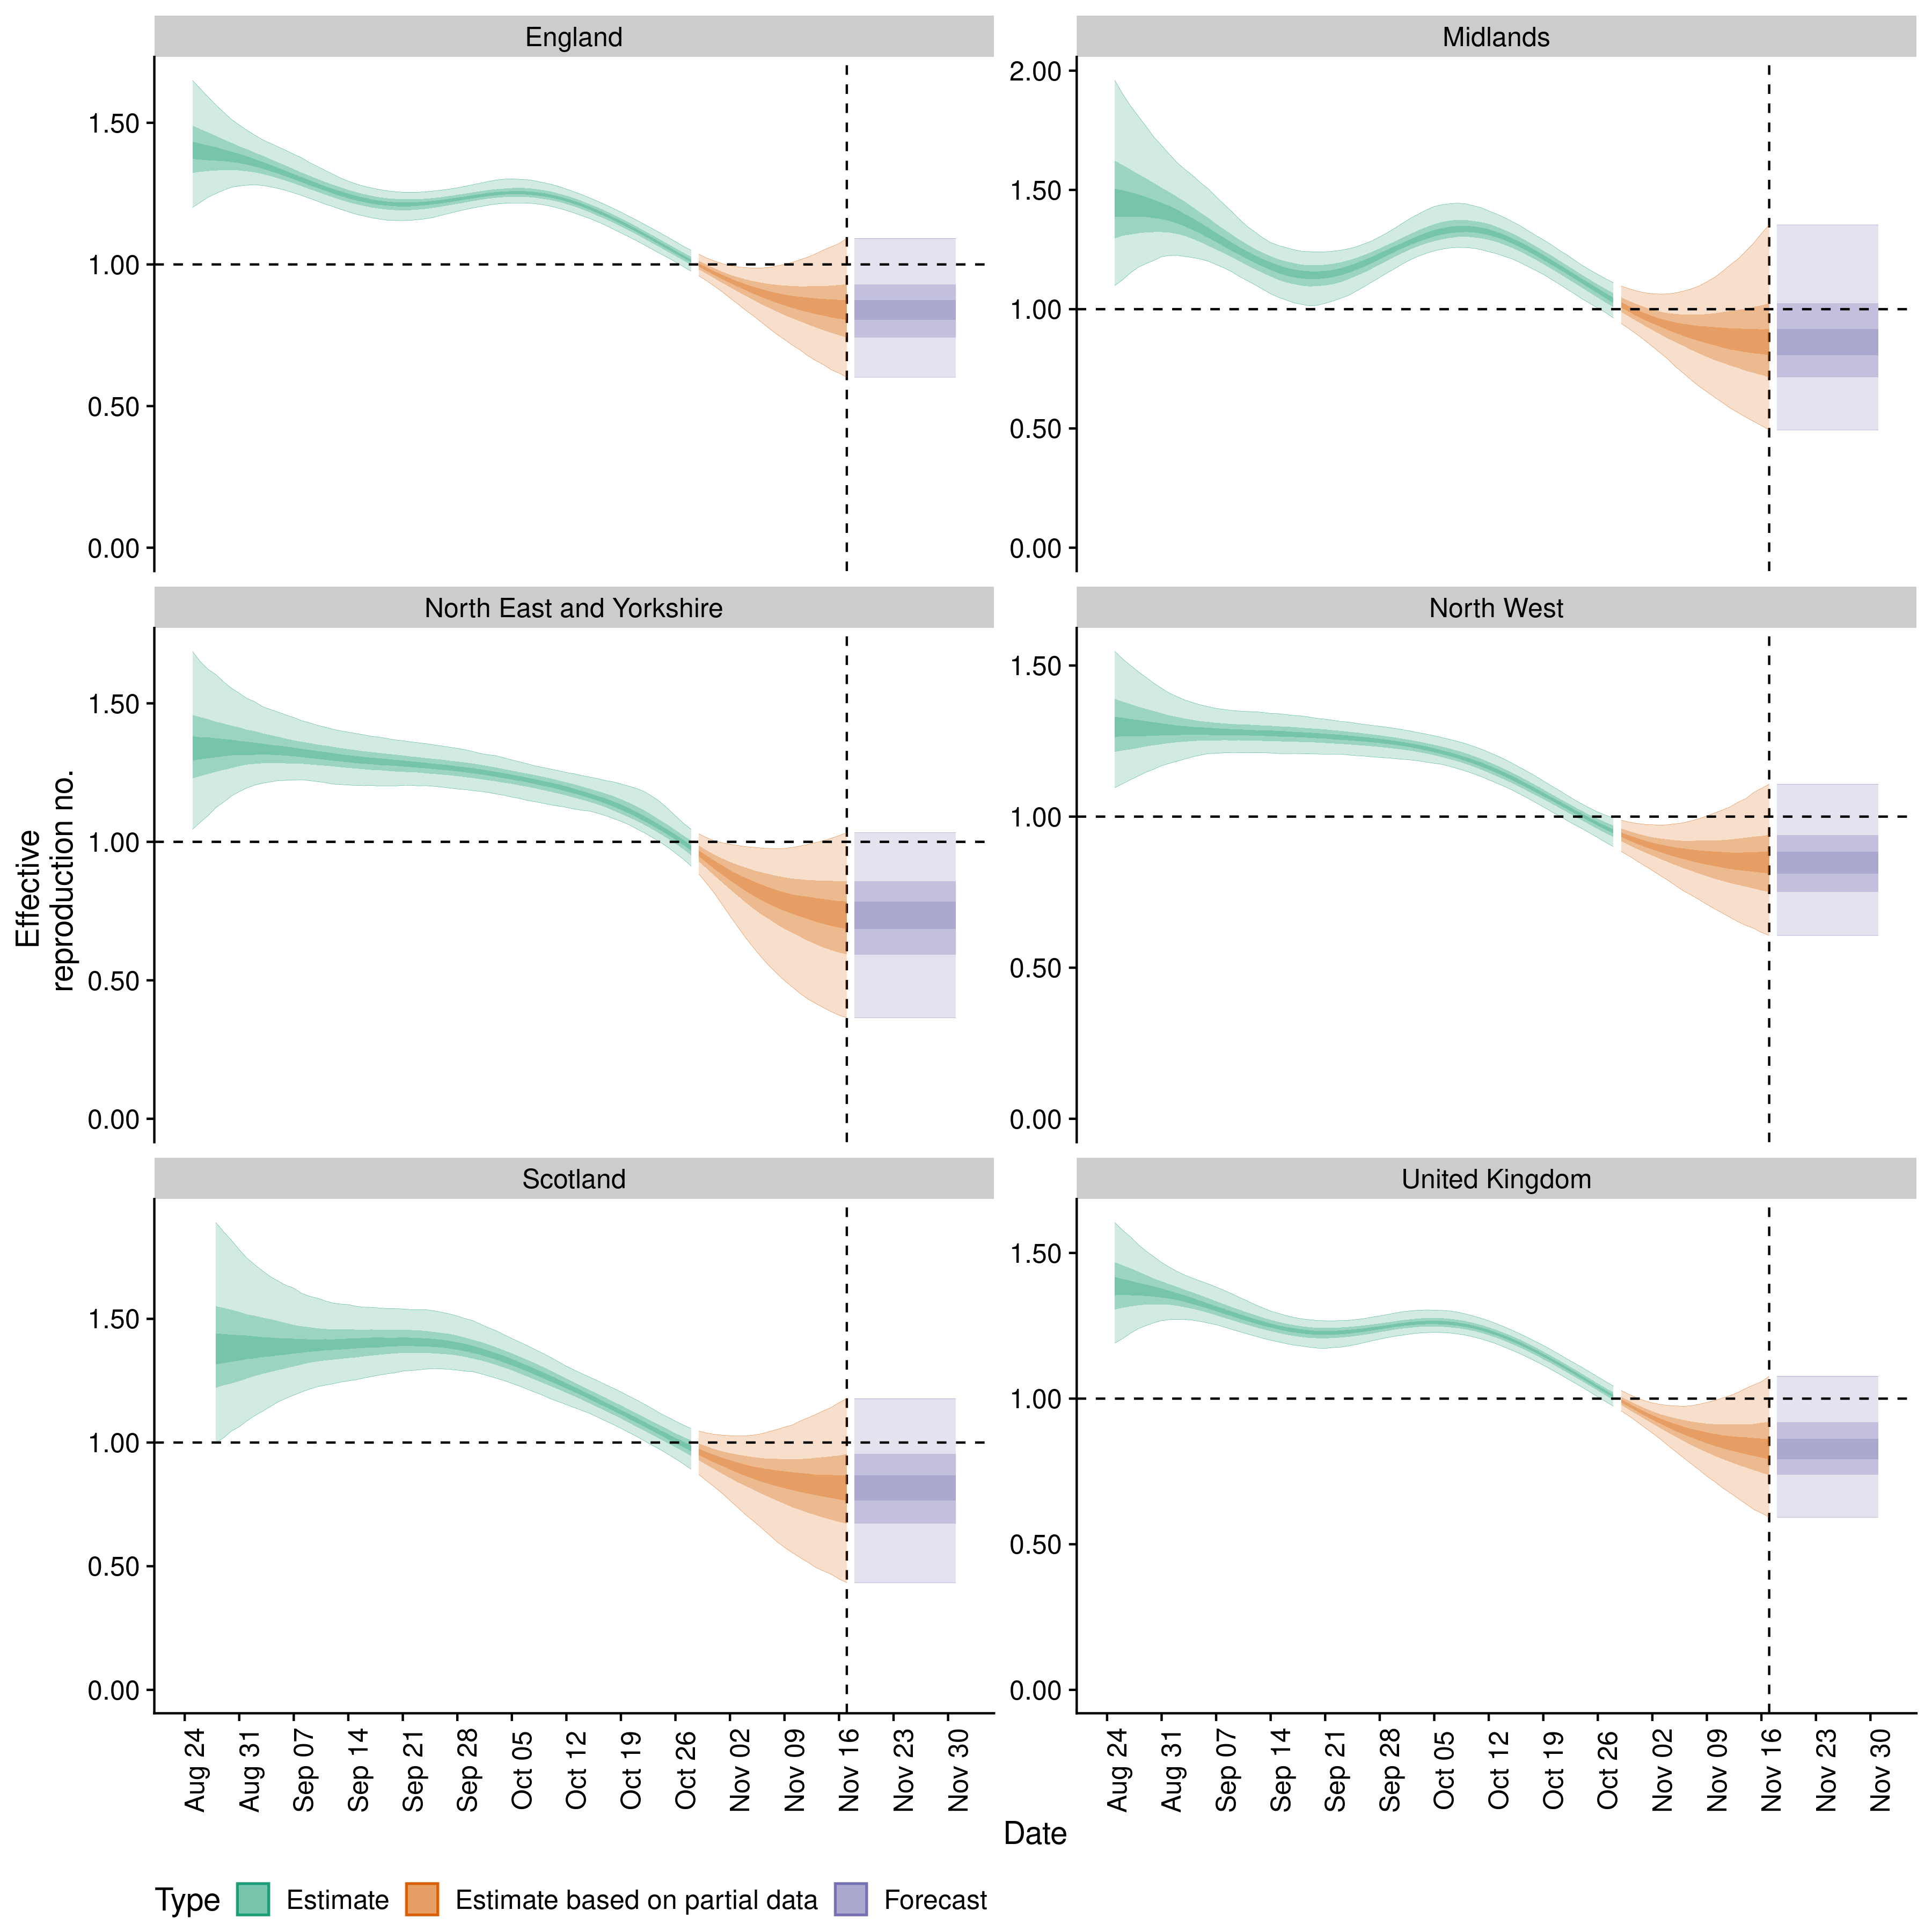 England
Midlands
1.50
1.00
0.50
0.00
2.00
1.50
1.00
0.50
0.00
North East and Yorkshire
North West
1.50
1.00
0.50
0.00
1.50
1.00
0.50
0.00
Scotland
United Kingdom
1.50
1.00
0.50
0.00
1.50
1.00
0.50
0.00
Effective
reproduction no.
Aug 24
Aug 31
Sep 07
Sep 14
Sep 21
Sep 28
Oct 05
Oct 12
Oct 19
Oct 26
Nov 02
Nov 09
Nov 16
Nov 23
Nov 30
Aug 24
Aug 31
Sep 07
Sep 14
Sep 21
Sep 28
Oct 05
Oct 12
Oct 19
Oct 26
Nov 02
Nov 09
Nov 16
Nov 23
Nov 30
Date
Type Estimate Estimate based on partial data Forecast